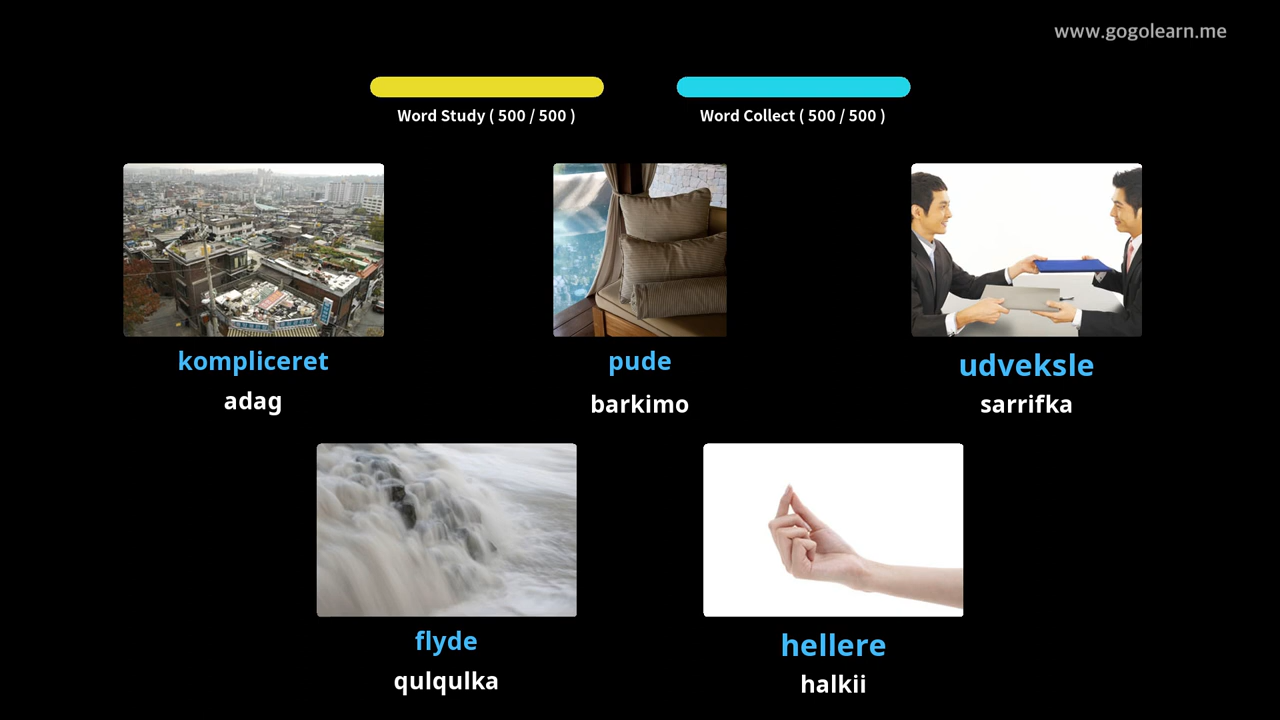 www.gogolearn.me
Word Study ( 500 / 500 )
Word Collect ( 500 / 500 )
kompliceret
adag
pude
barkimo
udveksle
sarrifka
flyde
qulqulka
hellere
halkii